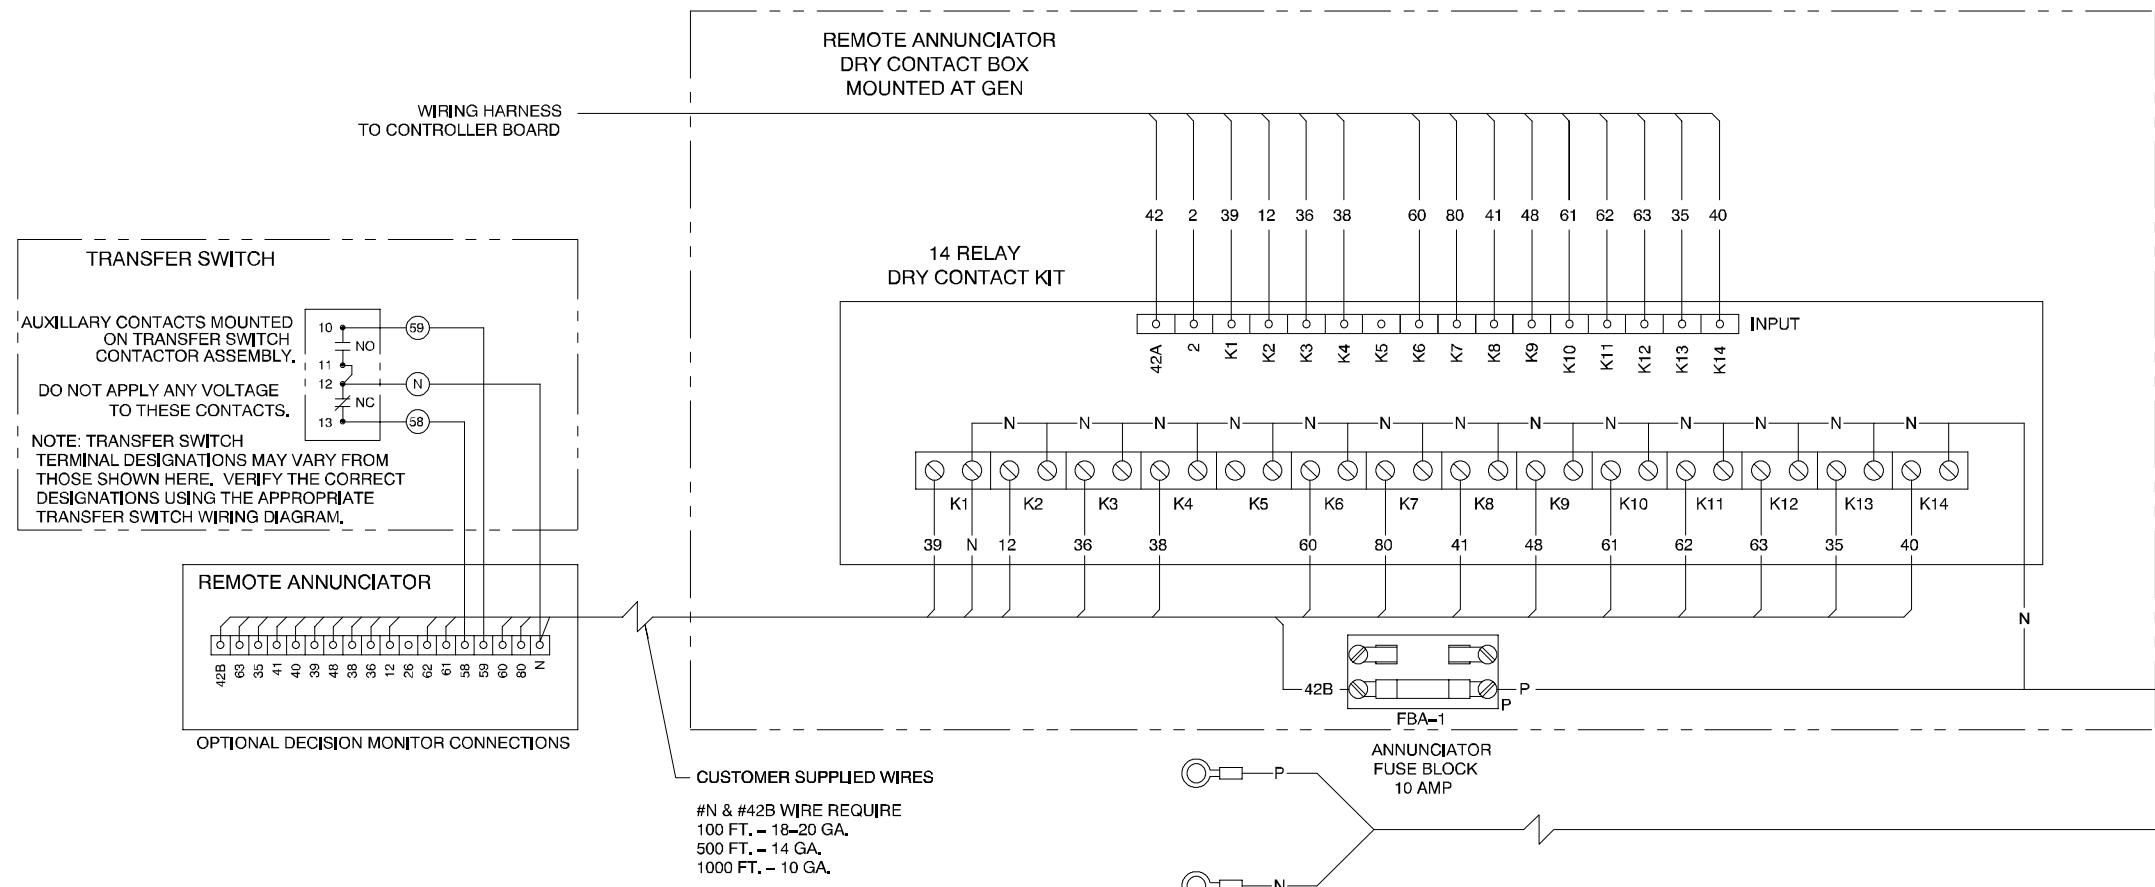 REMOTE ANNUNCIATOR
DRY CONTACT BOX
MOUNTED AT GEN
WIRING HARNESS
TO CONTROLLER BOARD
42 2 39 12 36 38 60 80 41 48 61 62 63 35 40
14 RELAY
DRY CONTACT KIT
INPUT
42A 2 K1 K2 K3 K4 K5 K6 K7 K8 K9 K10 K11 K12 K13 K14
N N N N N N N N N N N N N
K1 K2 K3 K4 K5 K6 K7 K8 K9 K10 K11 K12 K13 K14
39 N 12 36 38 60 80 41 48 61 62 63 35 40
N
TRANSFER SWITCH
AUXILLARY CONTACTS MOUNTED
ON TRANSFER SWITCH
CONTACTOR ASSEMBLY.
DO NOT APPLY ANY VOLTAGE
TO THESE CONTACTS.
10 59
NO
11
12 N
NC
13 58
NOTE: TRANSFER SWITCH
TERMINAL DESIGNATIONS MAY VARY FROM
THOSE SHOWN HERE. VERIFY THE CORRECT
DESIGNATIONS USING THE APPROPRIATE
TRANSFER SWITCH WIRING DIAGRAM.
REMOTE ANNUNCIATOR
42B 63 35 41 40 39 48 38 36 12 26 62 61 58 59 60 80 N
OPTIONAL DECISION MONITOR CONNECTIONS
42B P
P
FBA-1
ANNUNCIATOR
FUSE BLOCK
10 AMP
CUSTOMER SUPPLIED WIRES
#N & #42B WIRE REQUIRE
100 FT. - 18-20 GA.
500 FT. - 14 GA.
1000 FT. - 10 GA.
P
N